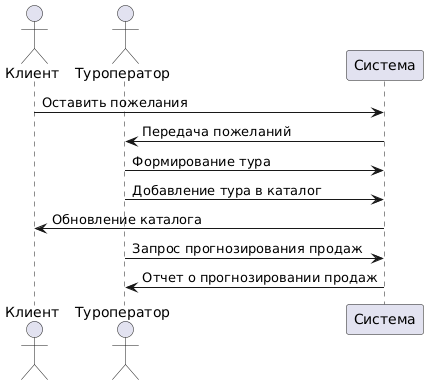 Клиент
Туроператор
Система
Оставить пожелания
Передача пожеланий
Формирование тура
Добавление тура в каталог
Обновление каталога
Запрос прогнозирования продаж
Отчет о прогнозировании продаж
Клиент
Туроператор
Система